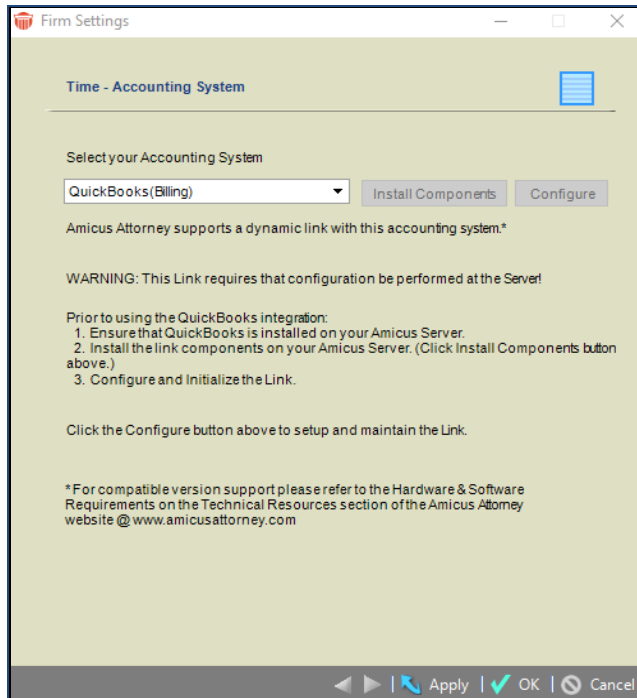 Firm Settings
Time - Accounting System
Select your Accounting System
QuickBooks(Billing)
Install Components
Configure
Amicus Attorney supports a dynamic link with this accounting system.*
WARNING: This Link requires that configuration be performed at the Server!
Prior to using the QuickBooks integration:
1. Ensure that QuickBooks is installed on your Amicus Server.
2. Install the link components on your Amicus Server. (Click Install Components button
above.)
3. Configure and Initialize the Link.
Click the Configure button above to setup and maintain the Link.
*For compatible version support please refer to the Hardware & Software
Requirements on the Technical Resources section of the Amicus Attorney
website @ www.amicusattorney.com
Apply | OK | Cancel